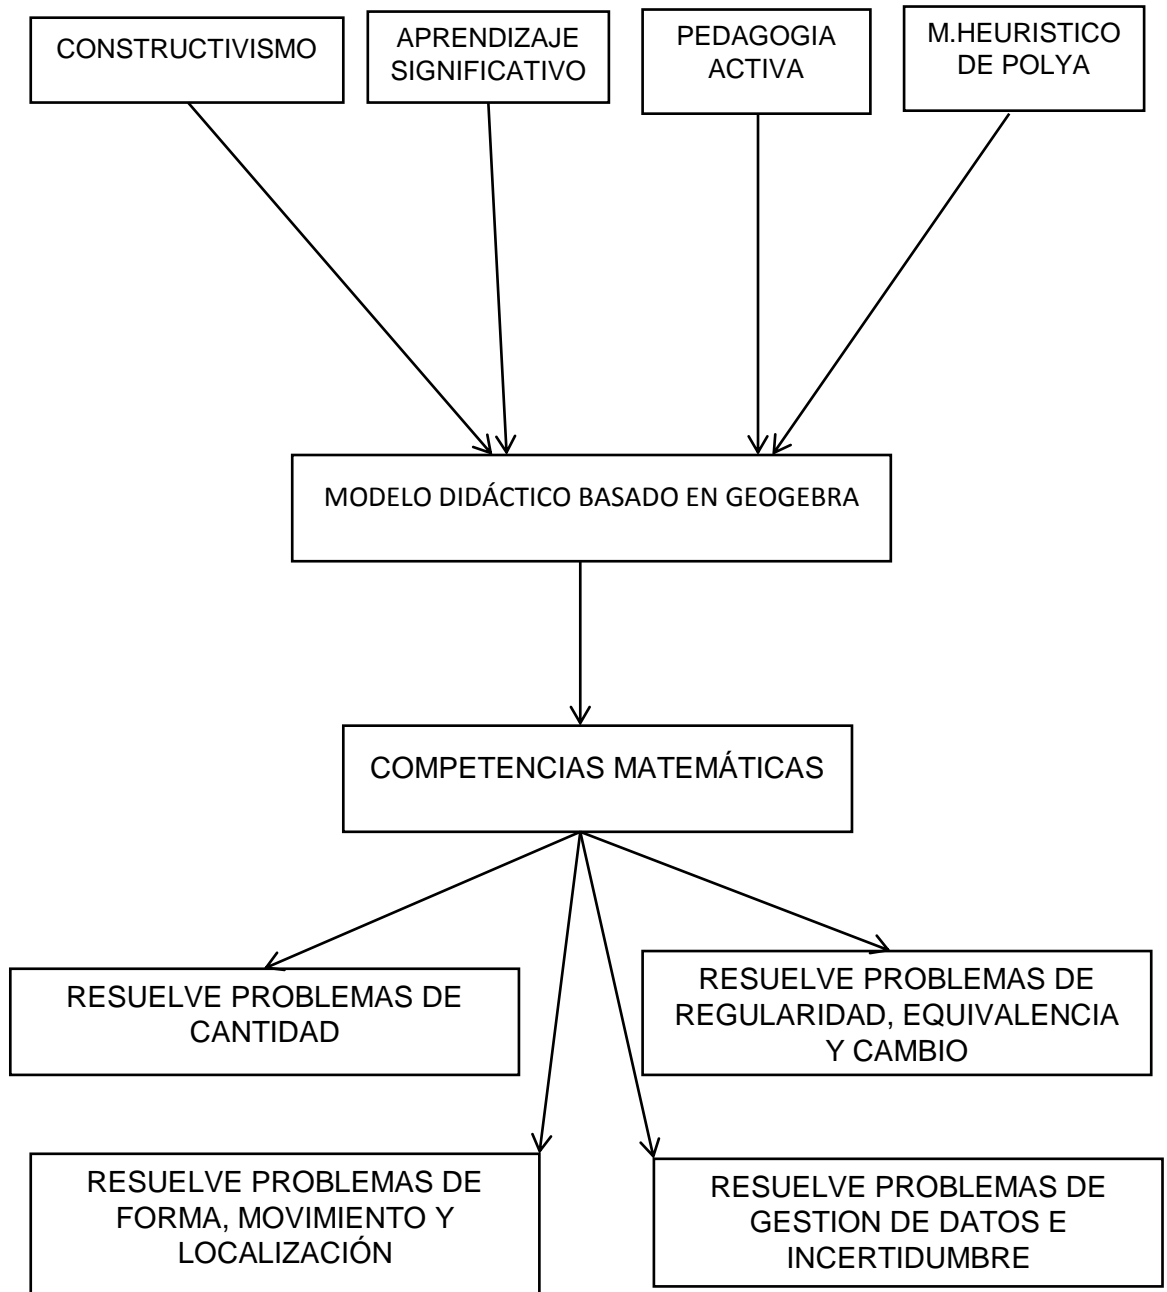 CONSTRUCTIVISMO
APRENDIZAJE
SIGNIFICATIVO
PEDAGOGIA
ACTIVA
M.HEURISTICO
DE POLYA
MODELO DIDÁCTICO BASADO EN GEOGEBRA
COMPETENCIAS MATEMÁTICAS
RESUELVE PROBLEMAS DE
CANTIDAD
RESUELVE PROBLEMAS DE
REGULARIDAD, EQUIVALENCIA
Y CAMBIO
RESUELVE PROBLEMAS DE
FORMA, MOVIMIENTO Y
LOCALIZACIÓN
RESUELVE PROBLEMAS DE
GESTION DE DATOS E
INCERTIDUMBRE